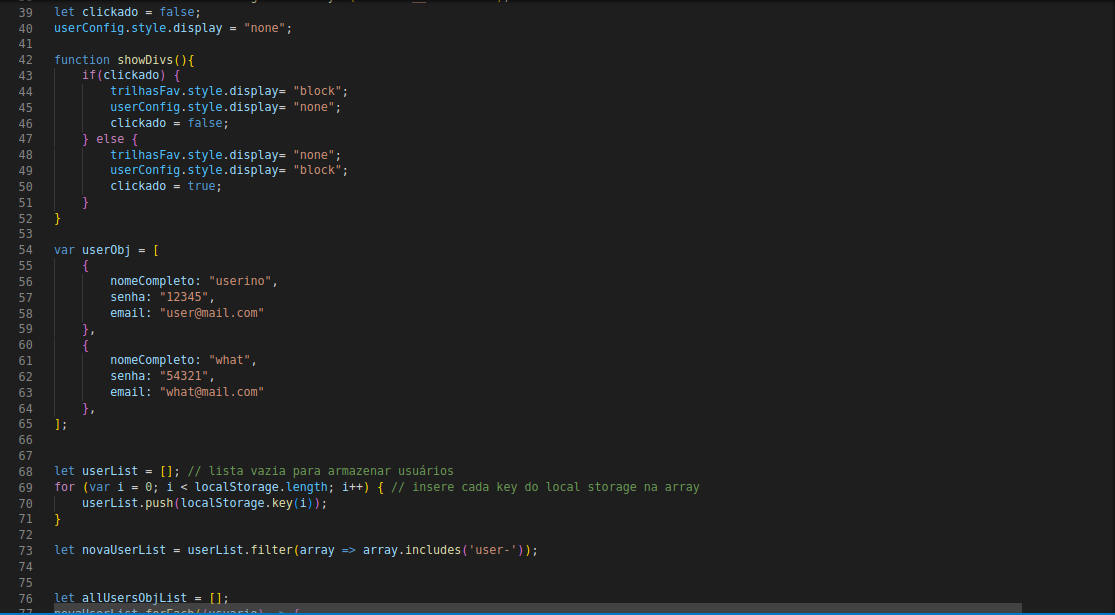 39 let clickado = false;
40 userConfig.style.display = "none";
41
42 function showDivs(){
43     if(clickado) {
44         trilhasFav.style.display= "block";
45         userConfig.style.display= "none";
46         clickado = false;
47     } else {
48         trilhasFav.style.display= "none";
49         userConfig.style.display= "block";
50         clickado = true;
51     }
52 }
53
54 var userObj = [
55     {
56         nomeCompleto: "userino",
57         senha: "12345",
58         email: "user@mail.com"
59     },
60     {
61         nomeCompleto: "what",
62         senha: "54321",
63         email: "what@mail.com"
64     },
65 ];
66
67
68 let userList = []; // lista vazia para armazenar usuários
69 for (var i = 0; i < localStorage.length; i++) { // insere cada key do local storage na array
70     userList.push(localStorage.key(i));
71 }
72
73 let novaUserList = userList.filter(array => array.includes('user-'));
74
75
76 let allUsersObjList = [];
77 novaUserList.forEach((usuario) => {